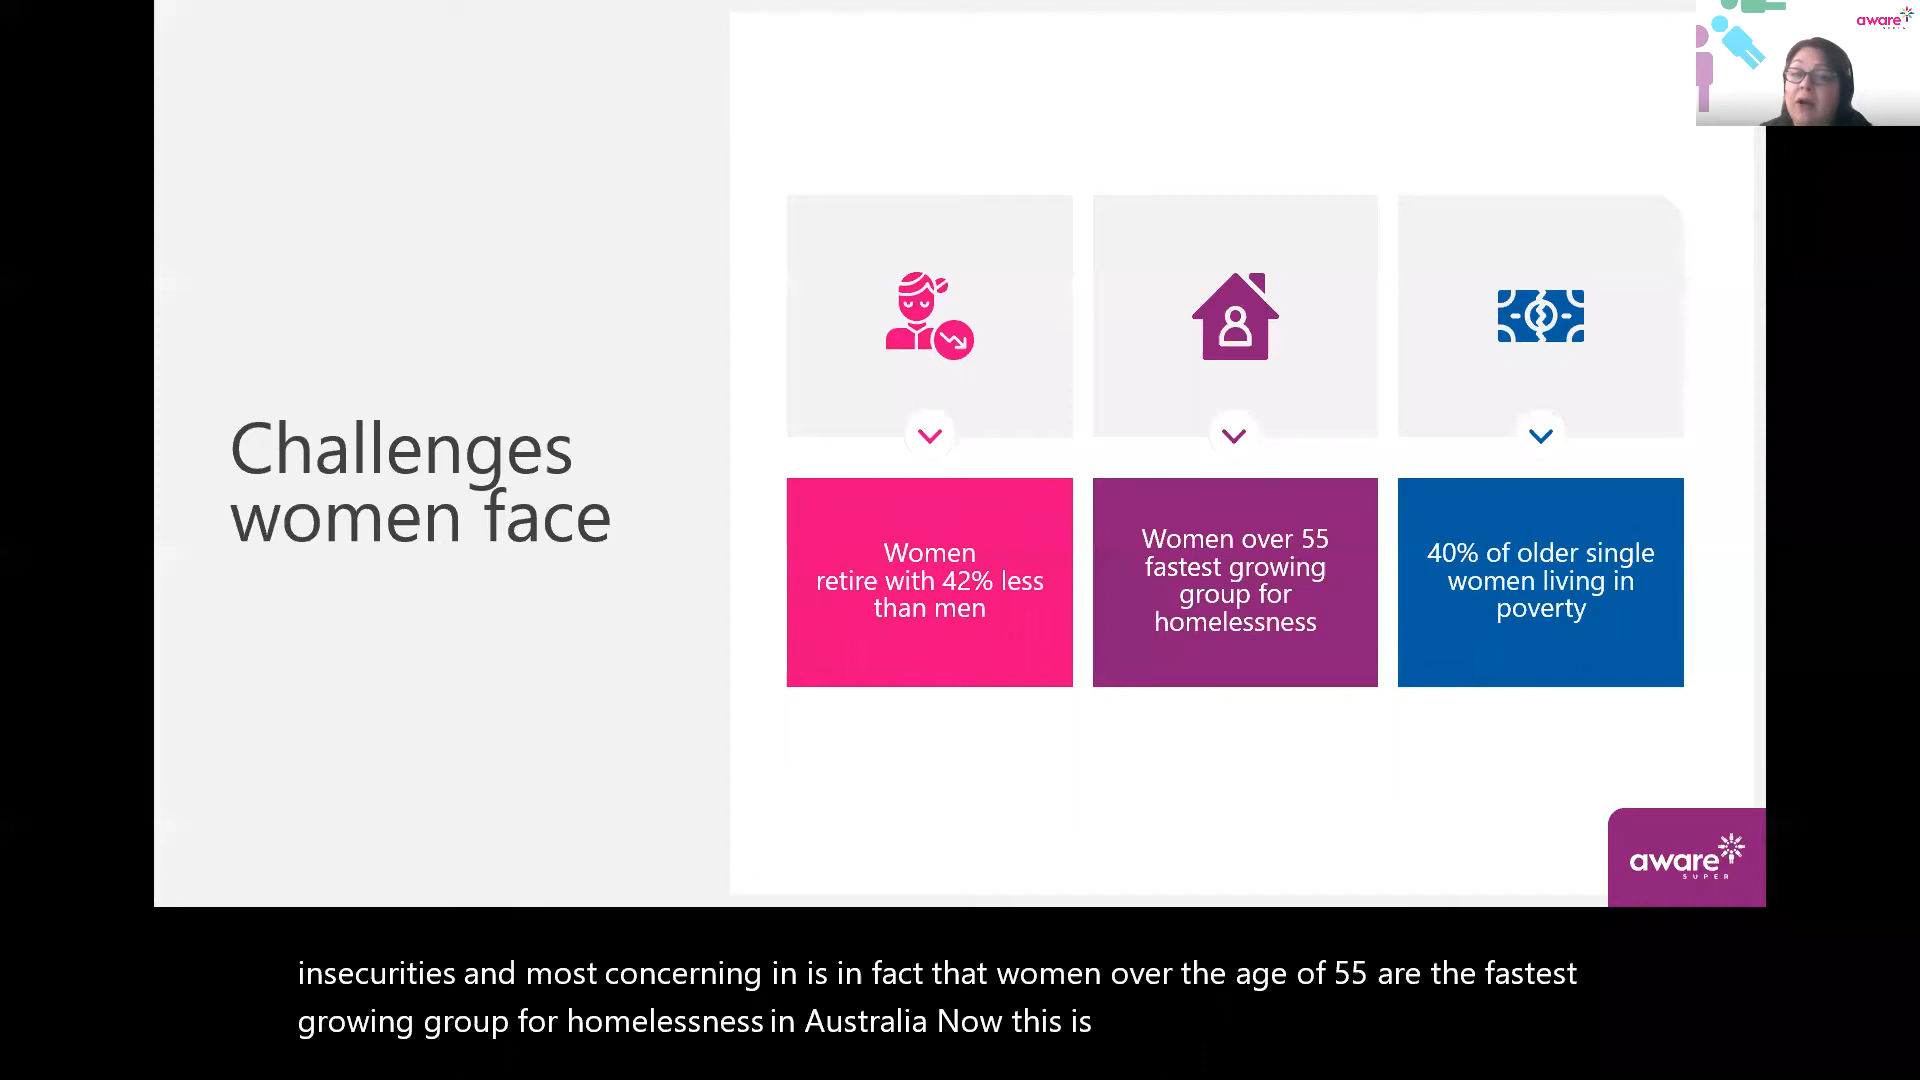 aware
SUPER
Challenges
women face
Women
retire with 42% less
than men
Women over 55
fastest growing
group for
homelessness
40% of older single
women living in
poverty
aware
SUPER
insecurities and most concerning in is in fact that women over the age of 55 are the fastest
growing group for homelessness in Australia Now this is